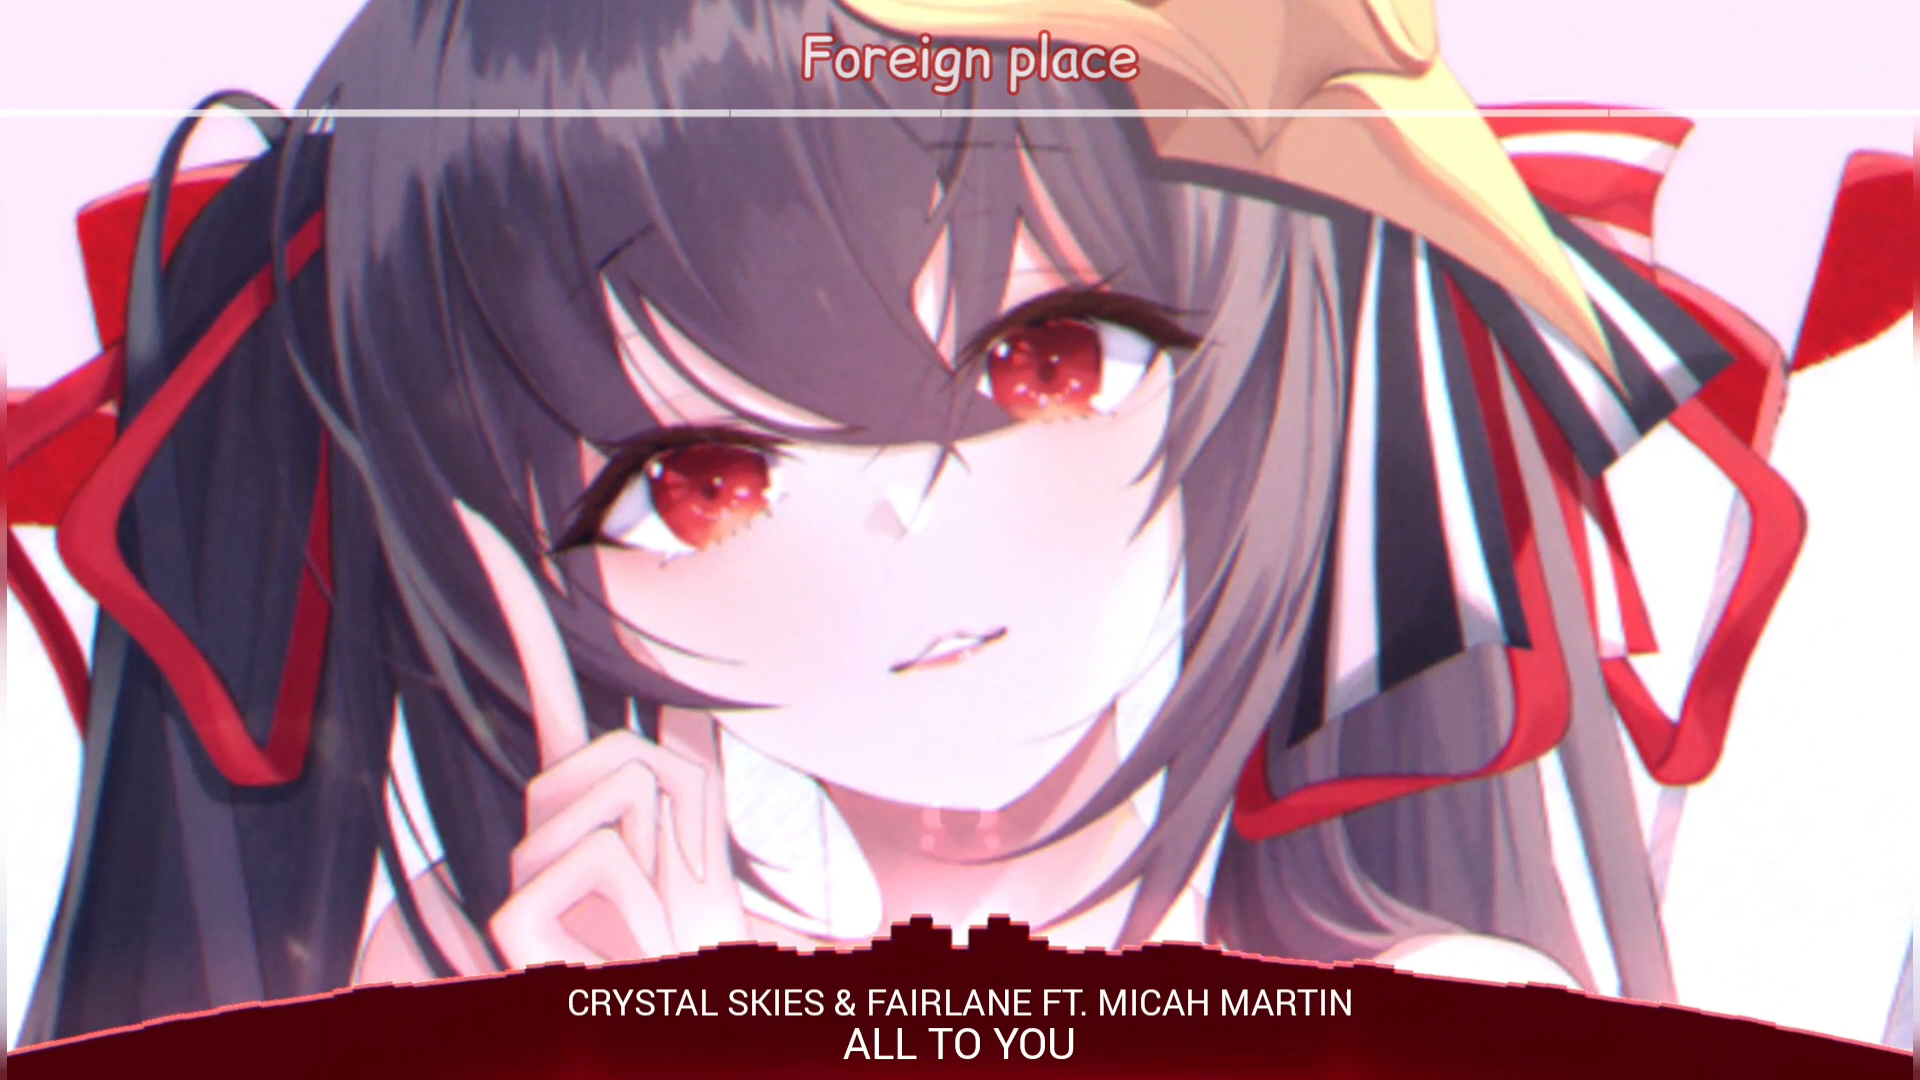 Foreign place
CRYSTAL SKIES & FAIRLANE FT. MICAH MARTIN
ALL TO YOU